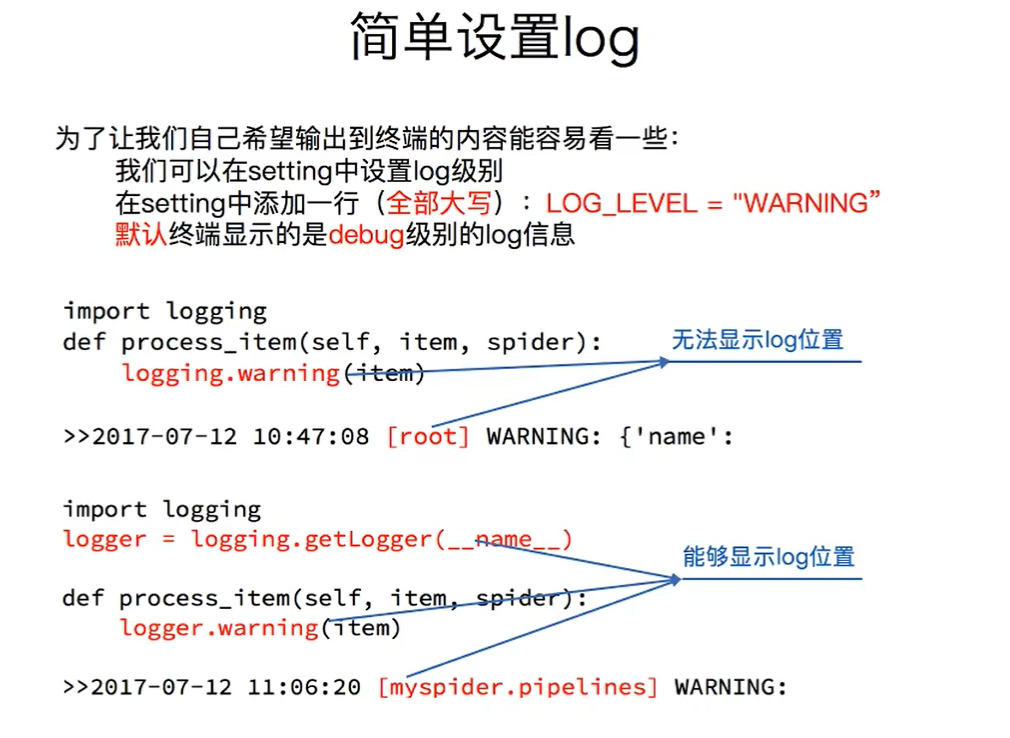 简单设置log
为了让我们自己希望输出到终端的内容能容易看一些：
我们可以在setting中设置log级别
在setting中添加一行（全部大写）：LOG_LEVEL = "WARNING”
默认终端显示的是debug级别的log信息
import logging
def process_item(self, item, spider):
logging.warning(item)
无法显示log位置
>>2017-07-12 10:47:08 [root] WARNING: {'name':
import logging
logger = logging.getLogger(__name__)
能够显示log位置
def process_item(self, item, spider):
logger.warning(item)
>>2017-07-12 11:06:20 [myspider.pipelines] WARNING: